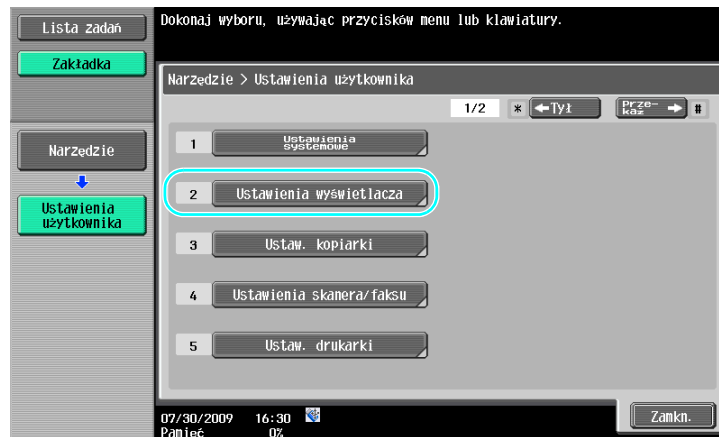 Lista zadań
Dokonaj wyboru, używając przycisków menu lub klawiatury.
Zakładka
Narzędzie > Ustawienia użytkownika
1/2 * ←Tył Prze- kaz → #
Narzędzie
Ustawienia użytkownika
1 Ustawienia systemowe
2 Ustawienia wyświetlacza
3 Ustaw. kopiarki
4 Ustawienia skanera/faksu
5 Ustaw. drukarki
07/30/2009 16:30
Pamięć 0%
Zamkn.